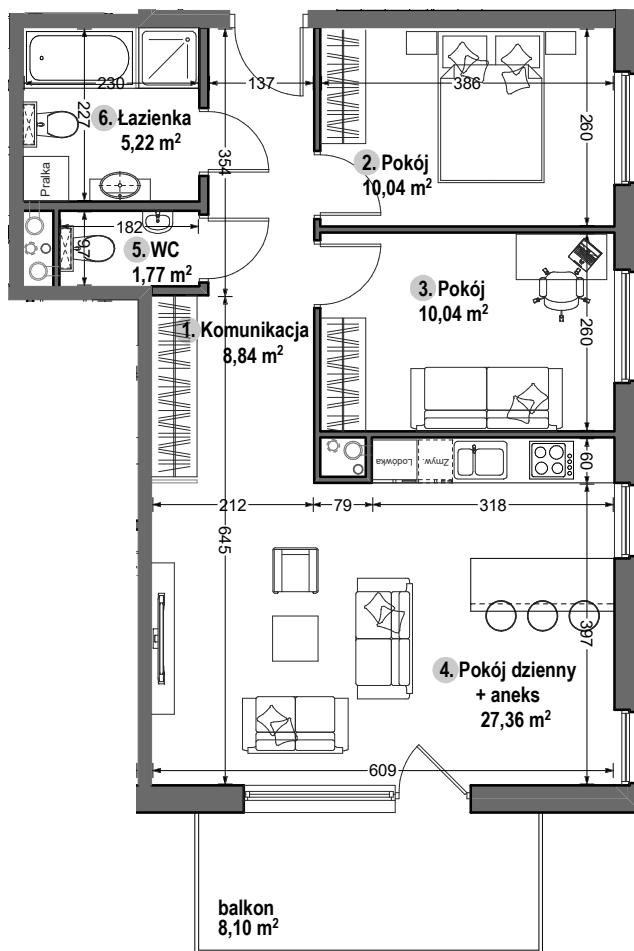 230
137
386
227
6. Łazienka
5,22 m²
354
260
2. Pokój
10,04 m²
Pralka
182
97
5. WC
1,77 m²
3. Pokój
10,04 m²
1. Komunikacja
8,84 m²
260
Lodówka
Zmyw.
60
212
79
318
645
397
4. Pokój dzienny
+ aneks
27,36 m²
609
balkon
8,10 m²